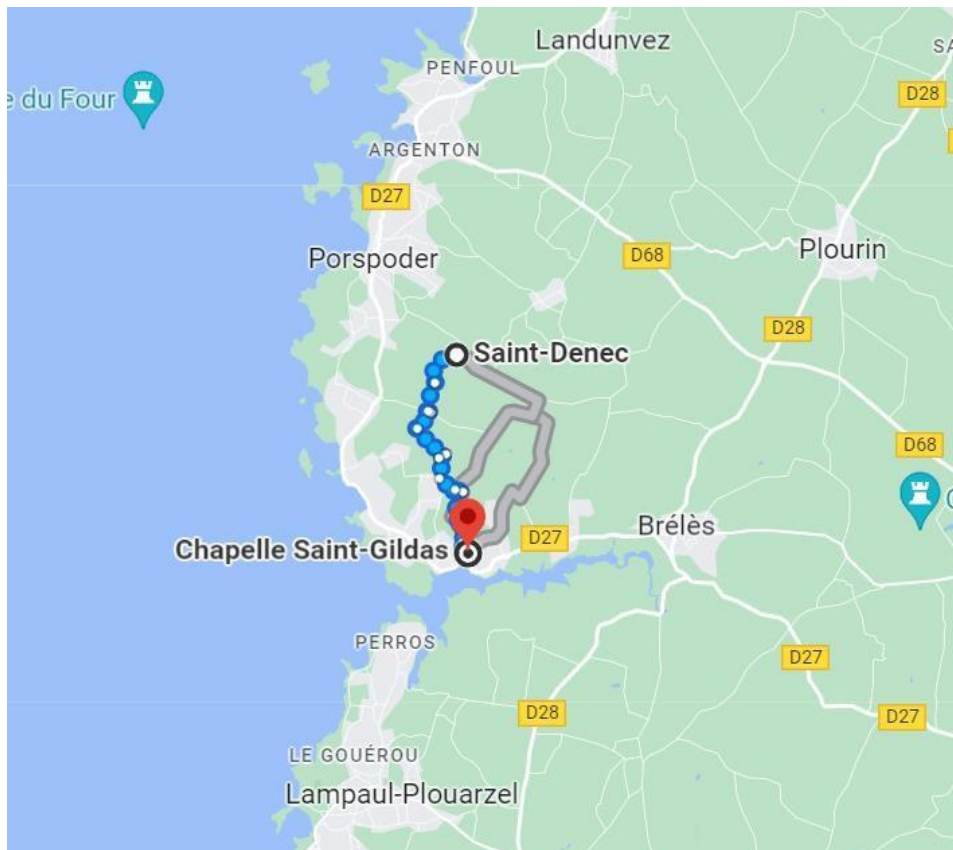 Landunvez
PENFOUL
SA
e du Four
D28
ARGENTON
D27
Porspoder
Plourin
D68
D28
Saint-Denec
D68
Brélès
D27
Chapelle Saint-Gildas
PERROS
D27
D28
D27
LE GOUÉROU
Lampaul-Plouarzel